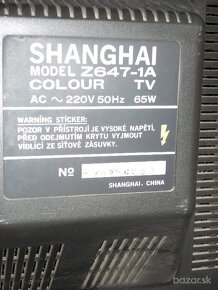 SHANGHAI
MODEL Z647-1A
COLOUR TV
AC ~ 220V 50Hz 65W
WARNING STICKER:
POZOR V PŘÍSTROJÍ JE VYSOKÉ NAPĚTÍ,
PŘED ODEJMUTÍM KRYTU VYJMOUT
VIDLICI ZE SÍŤOVÉ ZÁSUVKY.
No
SHANGHAI, CHINA
bazar.sk